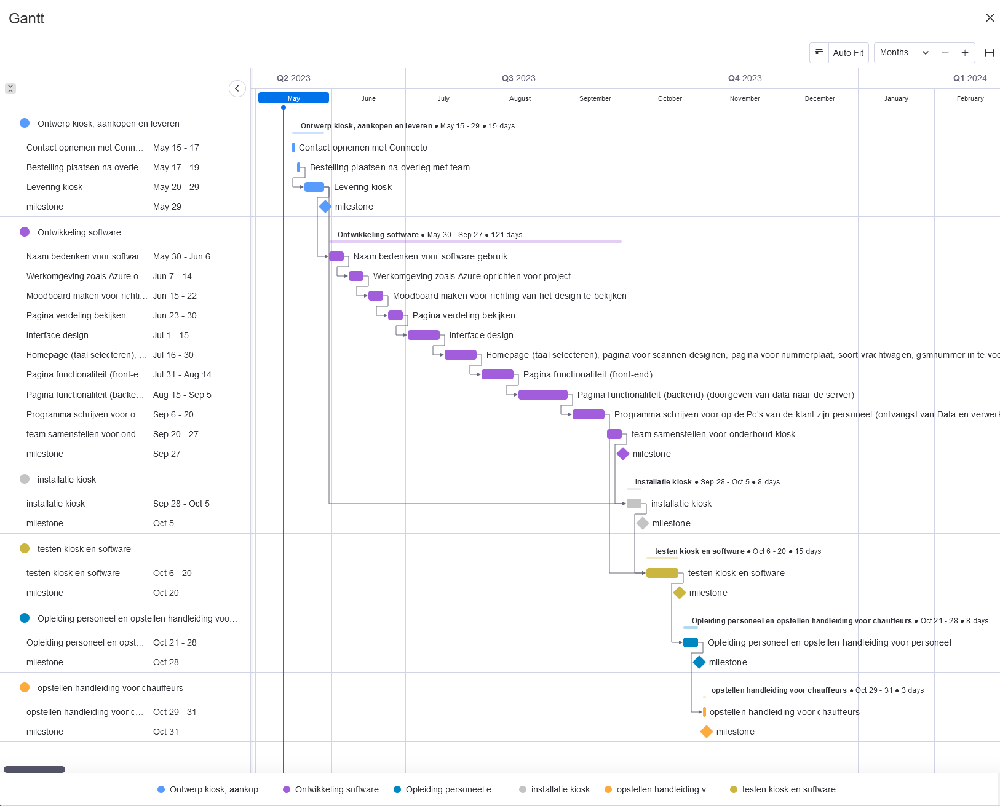 Gantt
Auto Fit
Months
Q2 2023
Q3 2023
Q4 2023
Q1 2024
May
June
July
August
September
October
November
December
January
February
Ontwerp kiosk, aankopen en leveren
Ontwerp kiosk, aankopen en leveren ● May 15 - 29 ● 15 days
Contact opnemen met Conn... May 15 - 17
Contact opnemen met Connecto
Bestelling plaatsen na overle... May 17 - 19
Bestelling plaatsen na overleg met team
Levering kiosk May 20 - 29
Levering kiosk
milestone May 29
milestone
Ontwikkeling software
Ontwikkeling software ● May 30 - Sep 27 ● 121 days
Naam bedenken voor softwar... May 30 - Jun 6
Naam bedenken voor software gebruik
Werkomgeving zoals Azure o... Jun 7 - 14
Werkomgeving zoals Azure oprichten voor project
Moodboard maken voor richti... Jun 15 - 22
Moodboard maken voor richting van het design te bekijken
Pagina verdeling bekijken Jun 23 - 30
Pagina verdeling bekijken
Interface design Jul 1 - 15
Interface design
Homepage (taal selecteren), ... Jul 16 - 30
Homepage (taal selecteren), pagina voor scannen designen, pagina voor nummerplaat, soort vrachtwagen, gsmnummer in te voe
Pagina functionaliteit (front-e... Jul 31 - Aug 14
Pagina functionaliteit (front-end)
Pagina functionaliteit (backe... Aug 15 - Sep 5
Pagina functionaliteit (backend) (doorgeven van data naar de server)
Programma schrijven voor o... Sep 6 - 20
Programma schrijven voor op de Pc's van de klant zijn personeel (ontvangst van Data en verwerk
team samenstellen voor ond... Sep 20 - 27
team samenstellen voor onderhoud kiosk
milestone Sep 27
milestone
installatie kiosk
installatie kiosk ● Sep 28 - Oct 5 ● 8 days
installatie kiosk Sep 28 - Oct 5
installatie kiosk
milestone Oct 5
milestone
testen kiosk en software
testen kiosk en software ● Oct 6 - 20 ● 15 days
testen kiosk en software Oct 6 - 20
testen kiosk en software
milestone Oct 20
milestone
Opleiding personeel en opstellen handleiding voo...
Opleiding personeel en opstellen handleiding voor chauffeurs ● Oct 21 - 28 ● 8 days
Opleiding personeel en opst... Oct 21 - 28
Opleiding personeel en opstellen handleiding voor personeel
milestone Oct 28
milestone
opstellen handleiding voor chauffeurs
opstellen handleiding voor chauffeurs ● Oct 29 - 31 ● 3 days
opstellen handleiding voor c... Oct 29 - 31
opstellen handleiding voor chauffeurs
milestone Oct 31
milestone
Ontwerp kiosk, aankop...
Ontwikkeling software
Opleiding personeel e...
installatie kiosk
opstellen handleiding v...
testen kiosk en software